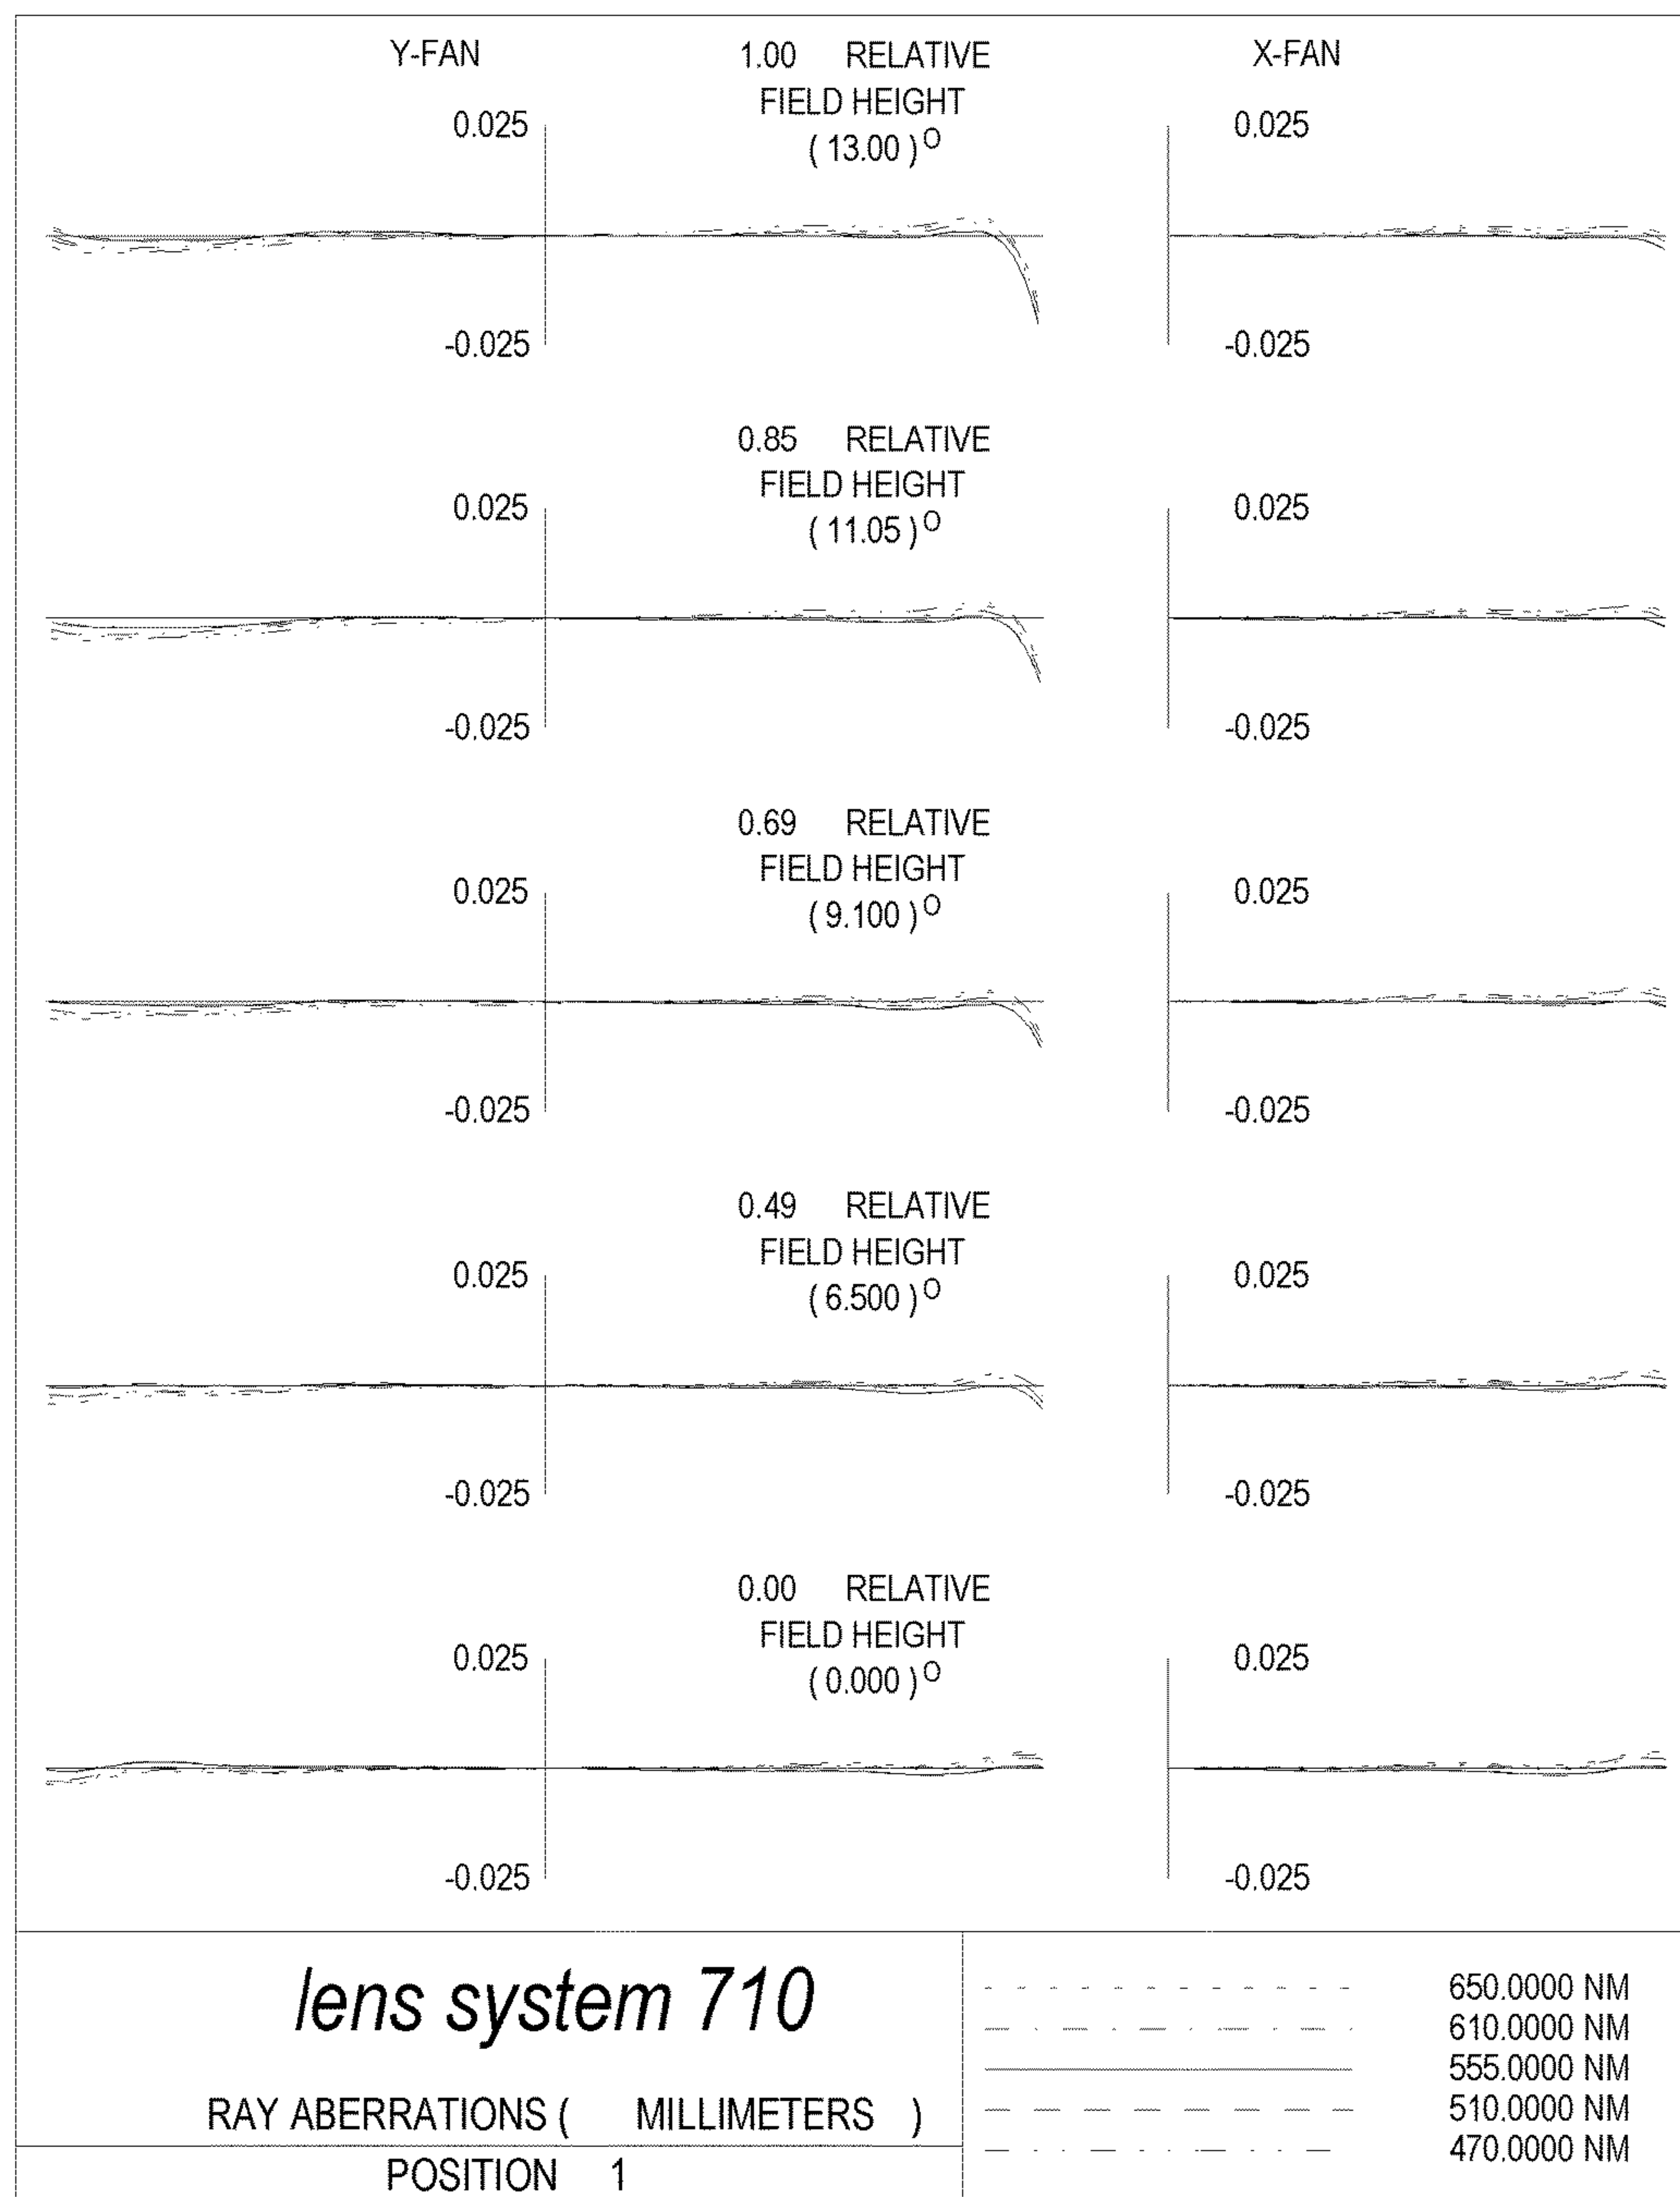 Y-FAN 1.00 RELATIVE X-FAN
FIELD HEIGHT
0.025 ( 13.00 )O 0.025
-0.025 -0.025
0.85 RELATIVE
FIELD HEIGHT
0.025 ( 11.05 )O 0.025
-0.025 -0.025
0.69 RELATIVE
FIELD HEIGHT
0.025 ( 9.100 )O 0.025
-0.025 -0.025
0.49 RELATIVE
FIELD HEIGHT
0.025 ( 6.500 )O 0.025
-0.025 -0.025
0.00 RELATIVE
FIELD HEIGHT
0.025 ( 0.000 )O 0.025
-0.025 -0.025
lens system 710
RAY ABERRATIONS ( MILLIMETERS )
POSITION 1
650.0000 NM
610.0000 NM
555.0000 NM
510.0000 NM
470.0000 NM